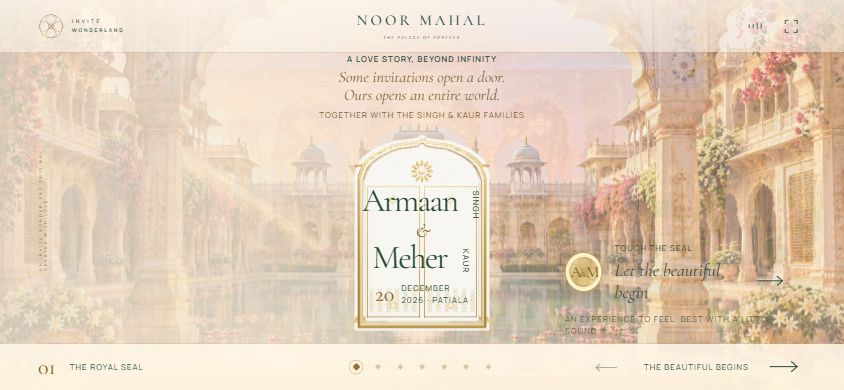 INVITE
WONDERLAND
NOOR MAHAL
THE PALACE OF FOREVER
A LOVE STORY, BEYOND INFINITY
Some invitations open a door.
Ours opens an entire world.
TOGETHER WITH THE SINGH & KAUR FAMILIES
Armaan
SINGH
&
Meher
KAUR
20
DECEMBER
2026 · PATIALA
TOUCH THE SEAL
A&M
Let the beautiful
begin
AN EXPERIENCE TO FEEL. BEST WITH A LITTLE
SOUND.
01
THE ROYAL SEAL
THE BEAUTIFUL BEGINS